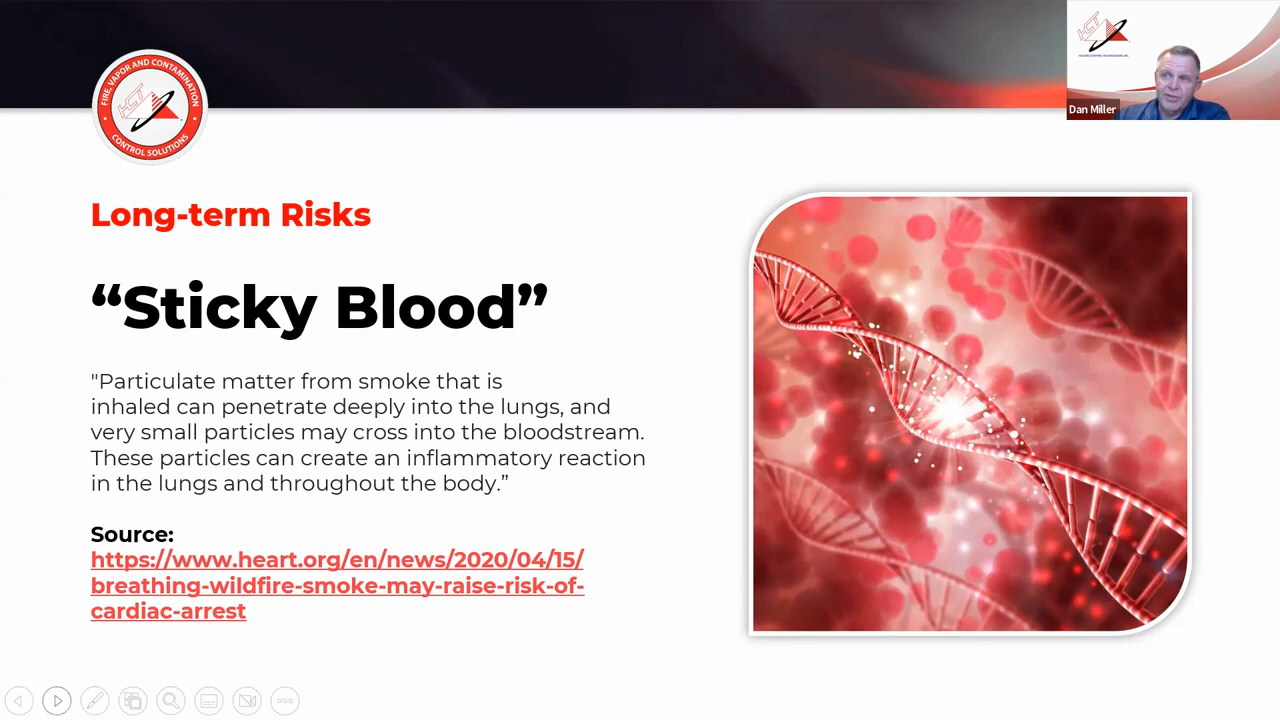 FIRE, VAPOR AND CONTAMINATION
HCT
CONTROL SOLUTIONS
Dan Miller
Long-term Risks
“Sticky Blood”
"Particulate matter from smoke that is
inhaled can penetrate deeply into the lungs, and
very small particles may cross into the bloodstream.
These particles can create an inflammatory reaction
in the lungs and throughout the body.”
Source:
https://www.heart.org/en/news/2020/04/15/
breathing-wildfire-smoke-may-raise-risk-of-
cardiac-arrest